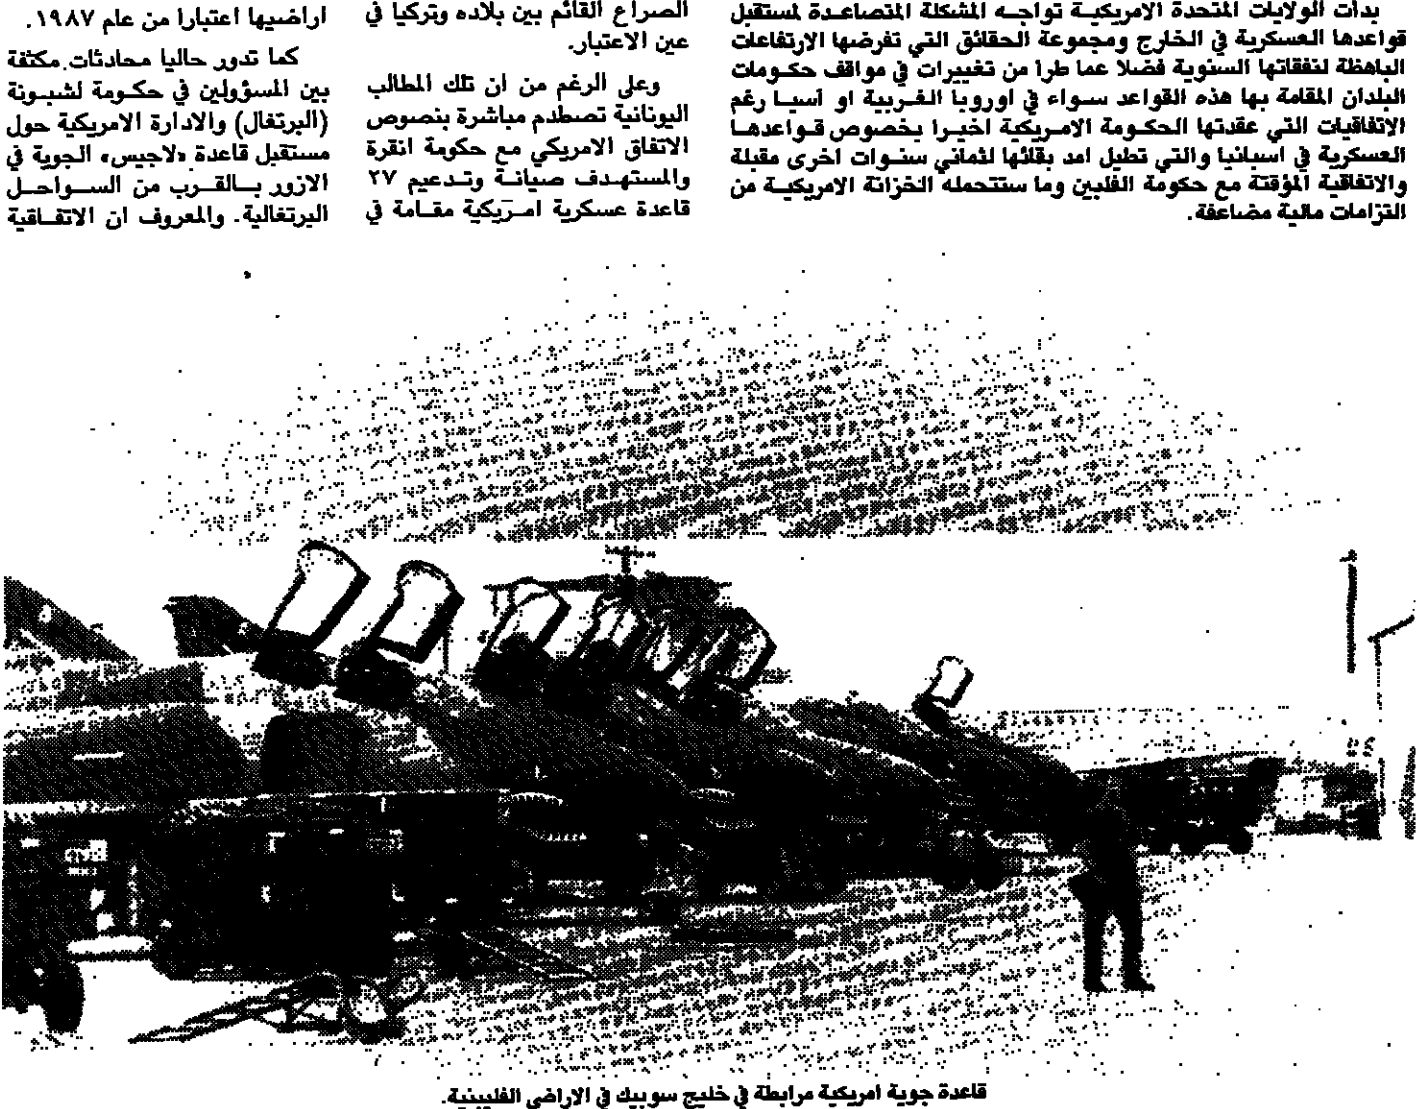 بدأت الولايات المتحدة الامريكية تواجه المشكلة المتصاعدة لمستقبل
قواعدها العسكرية في الخارج ومجموعة الحقائق التي تفرضها الارتفاعات
الباهظة لنفقاتها السنوية فضلا عما طرأ من تغييرات في مواقف حكومات
البلدان المقامة بها هذه القواعد سواء في اوروبا الغربية او آسيا رغم
الاتفاقيات التي عقدتها الحكومة الامريكية اخيرا بخصوص قواعدها
العسكرية في اسبانيا والتي تطيل امد بقائها لثماني سنوات اخرى مقبلة
والاتفاقية المؤقتة مع حكومة الفلبين وما ستتحمله الخزانة الامريكية من
التزامات مالية مضاعفة.
الصراع القائم بين بلاده وتركيا في
عين الاعتبار.
وعلى الرغم من ان تلك المطالب
اليونانية تصطدم مباشرة بنصوص
الاتفاق الامريكي مع حكومة انقرة
والمستهدف صيانة وتدعيم ٢٧
قاعدة عسكرية امريكية مقامة في
اراضيها اعتبارا من عام ١٩٨٧.
كما تدور حاليا محادثات مكثفة
بين المسؤولين في حكومة لشبونة
(البرتغال) والادارة الامريكية حول
مستقبل قاعدة «لاجيس» الجوية في
الازور بالقرب من السواحل
البرتغالية. والمعروف ان الاتفاقية
قاعدة جوية امريكية مرابطة في خليج سوبيك في الاراضي الفليبينية.